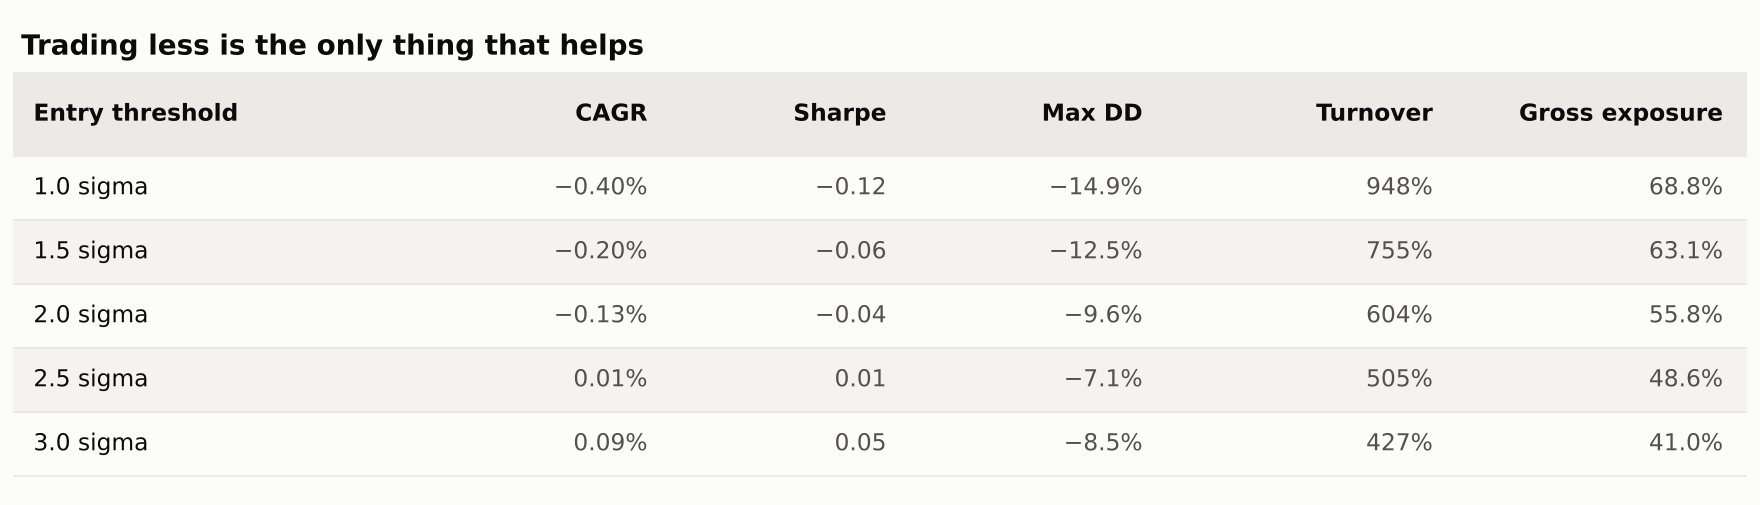 Trading less is the only thing that helps
Entry threshold CAGR Sharpe Max DD Turnover Gross exposure
1.0 sigma −0.40% −0.12 −14.9% 948% 68.8%
1.5 sigma −0.20% −0.06 −12.5% 755% 63.1%
2.0 sigma −0.13% −0.04 −9.6% 604% 55.8%
2.5 sigma 0.01% 0.01 −7.1% 505% 48.6%
3.0 sigma 0.09% 0.05 −8.5% 427% 41.0%